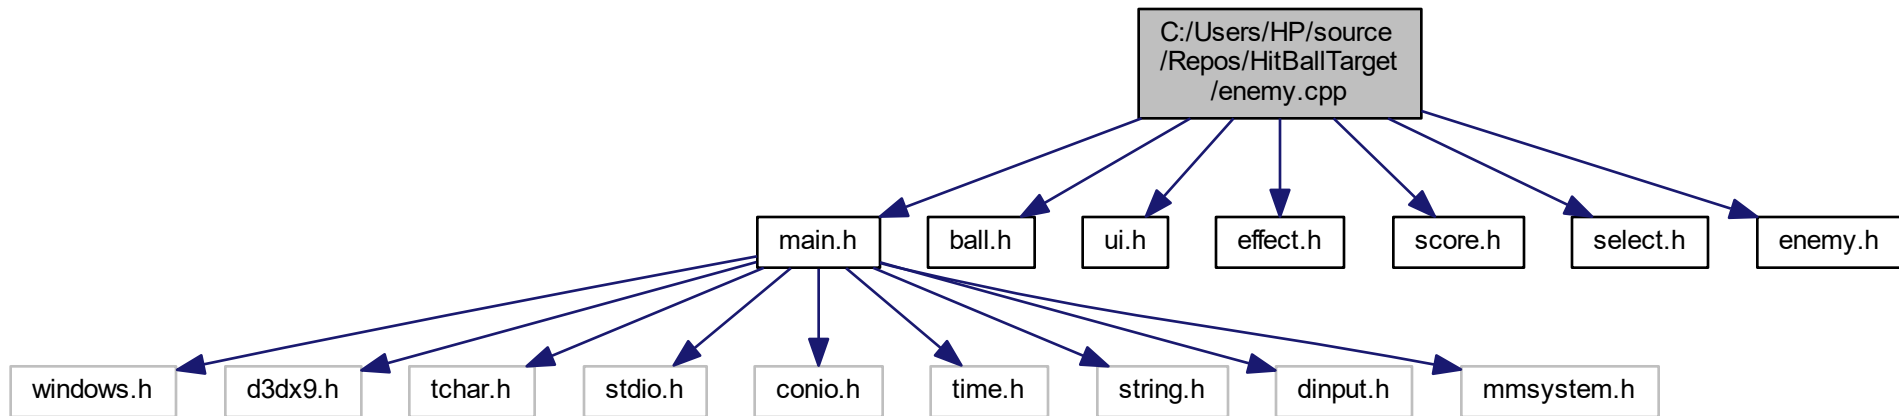 C:/Users/HP/source
/Repos/HitBallTarget
/enemy.cpp
main.h
ball.h
ui.h
effect.h
score.h
select.h
enemy.h
windows.h
d3dx9.h
tchar.h
stdio.h
conio.h
time.h
string.h
dinput.h
mmsystem.h